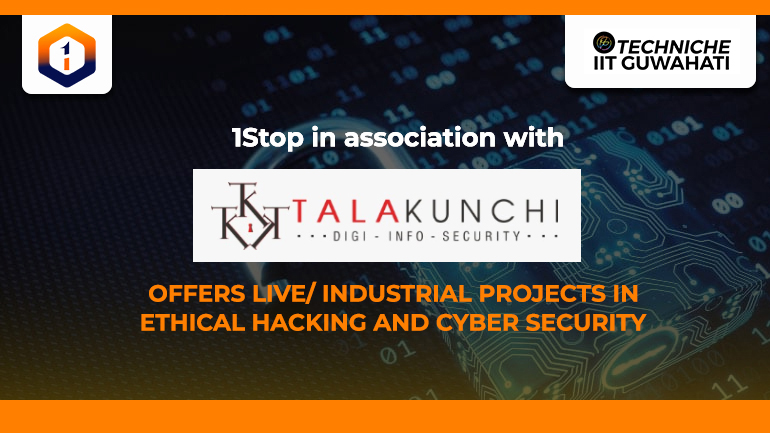 1
TECHNICHE
IIT GUWAHATI
1Stop in association with
TALAKUNCHI
• • • DIGI - INFO - SECURITY • • •
OFFERS LIVE/ INDUSTRIAL PROJECTS IN
ETHICAL HACKING AND CYBER SECURITY